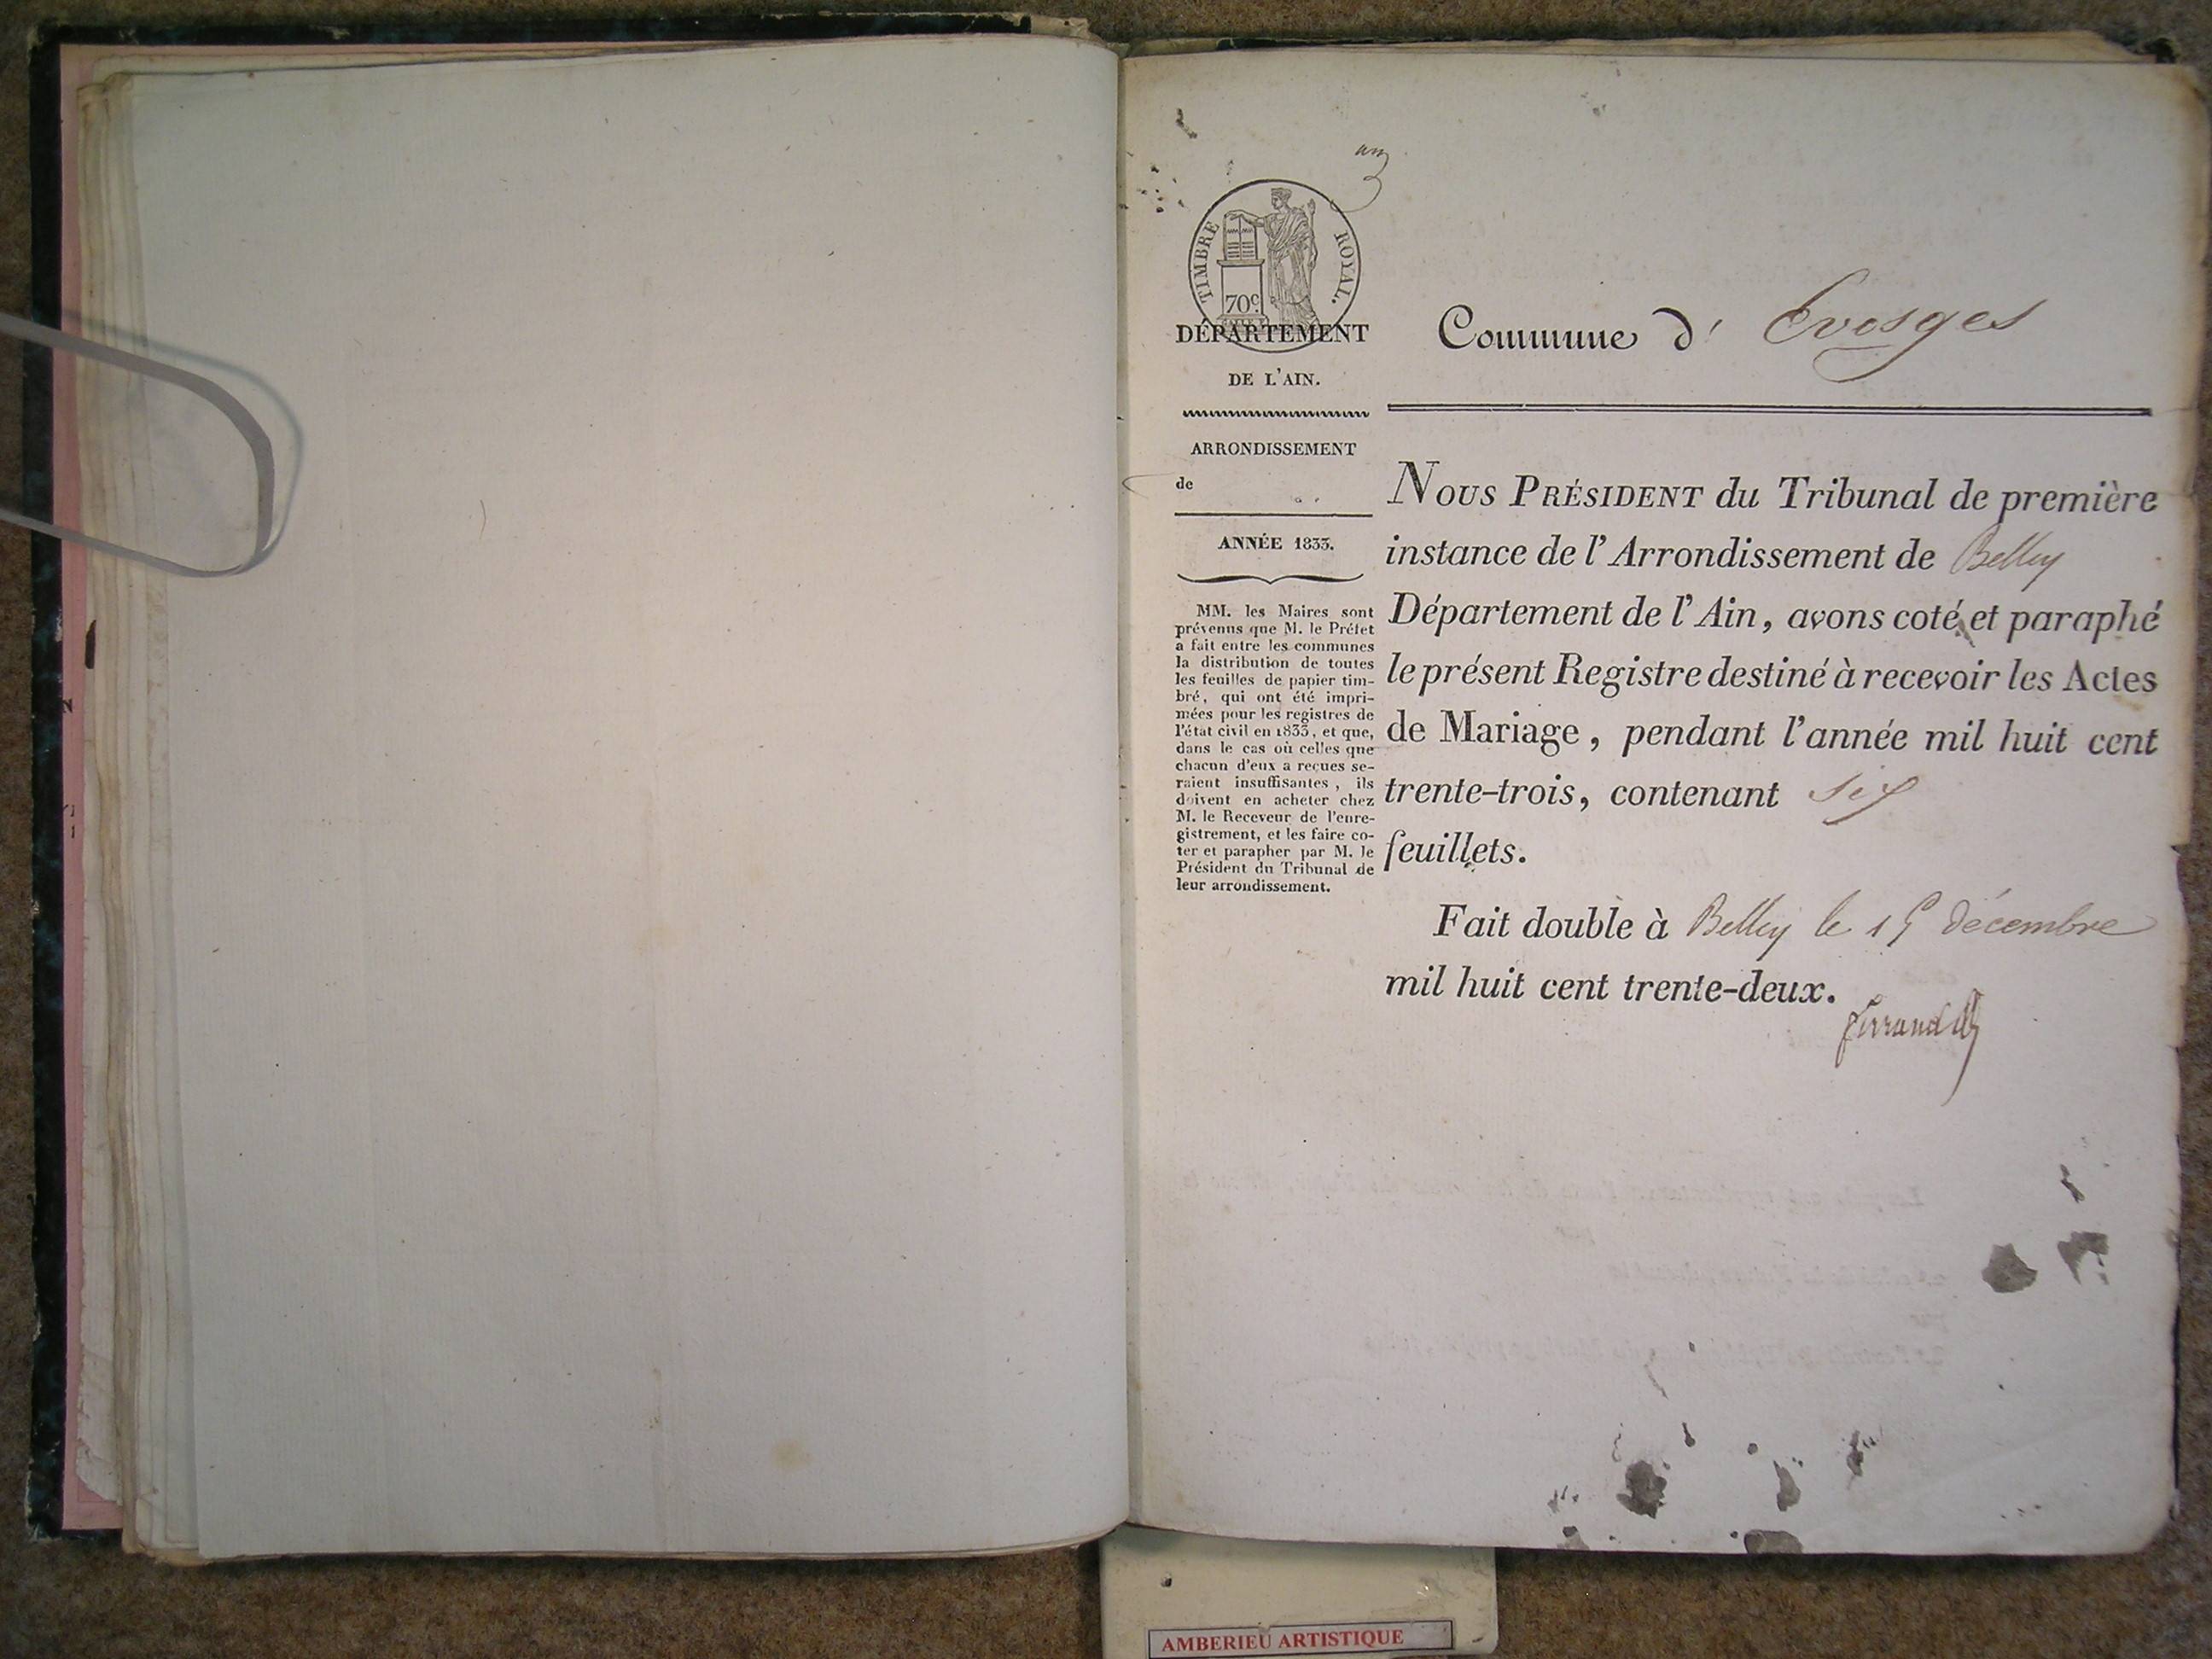 TIMBRE ROYAL.
70c.
DÉPARTEMENT
DE L'AIN.
ARRONDISSEMENT
de
ANNÉE 1833.
MM. les Maires sont
prévenus que M. le Préfet
a fait entre les communes
la distribution de toutes
les feuilles de papier tim-
bré, qui ont été impri-
mées pour les registres de
l'état civil en 1833, et que,
dans le cas où celles que
chacun d'eux a reçues se-
raient insuffisantes, ils
doivent en acheter chez
M. le Receveur de l'enre-
gistrement, et les faire co-
ter et parapher par M. le
Président du Tribunal de
leur arrondissement.
Commune d' Evosges
NOUS PRÉSIDENT du Tribunal de première
instance de l'Arrondissement de Belley
Département de l'Ain, avons coté et paraphé
le présent Registre destiné à recevoir les Actes
de Mariage, pendant l'année mil huit cent
trente-trois, contenant six
feuillets.
Fait double à Belley le 15 décembre
mil huit cent trente-deux.
AMBERIEU ARTISTIQUE